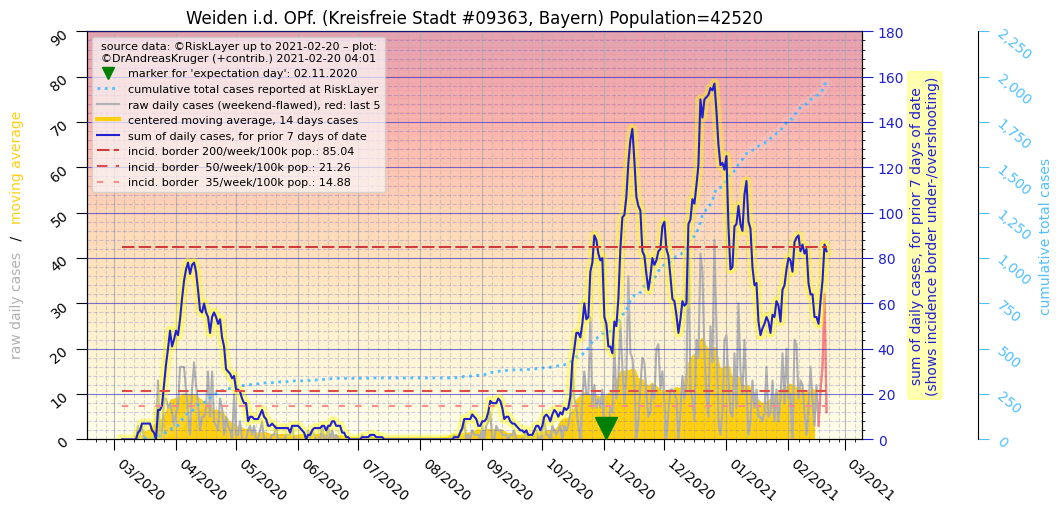 Weiden i.d. OPf. (Kreisfreie Stadt #09363, Bayern) Population=42520
source data: ©RiskLayer up to 2021-02-20 – plot:
©DrAndreasKruger (+contrib.) 2021-02-20 04:01
marker for 'expectation day': 02.11.2020
cumulative total cases reported at RiskLayer
raw daily cases (weekend-flawed), red: last 5
centered moving average, 14 days cases
sum of daily cases, for prior 7 days of date
incid. border 200/week/100k pop.: 85.04
incid. border  50/week/100k pop.: 21.26
incid. border  35/week/100k pop.: 14.88
raw daily cases / moving average
90
80
70
60
50
40
30
20
10
0
180
160
140
120
100
80
60
40
20
0
sum of daily cases, for prior 7 days of date
(shows incidence border under-/overshooting)
2,250
2,000
1,750
1,500
1,250
1,000
750
500
250
0
cumulative total cases
03/2020
04/2020
05/2020
06/2020
07/2020
08/2020
09/2020
10/2020
11/2020
12/2020
01/2021
02/2021
03/2021